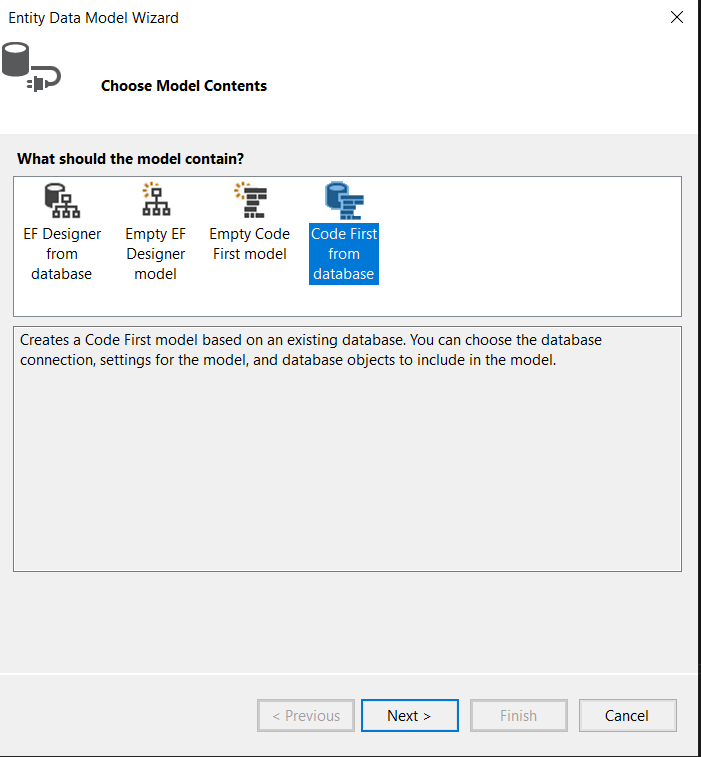 Entity Data Model Wizard
Choose Model Contents
What should the model contain?
EF Designer
from
database
Empty EF
Designer
model
Empty Code
First model
Code First
from
database
Creates a Code First model based on an existing database. You can choose the database
connection, settings for the model, and database objects to include in the model.
< Previous
Next >
Finish
Cancel